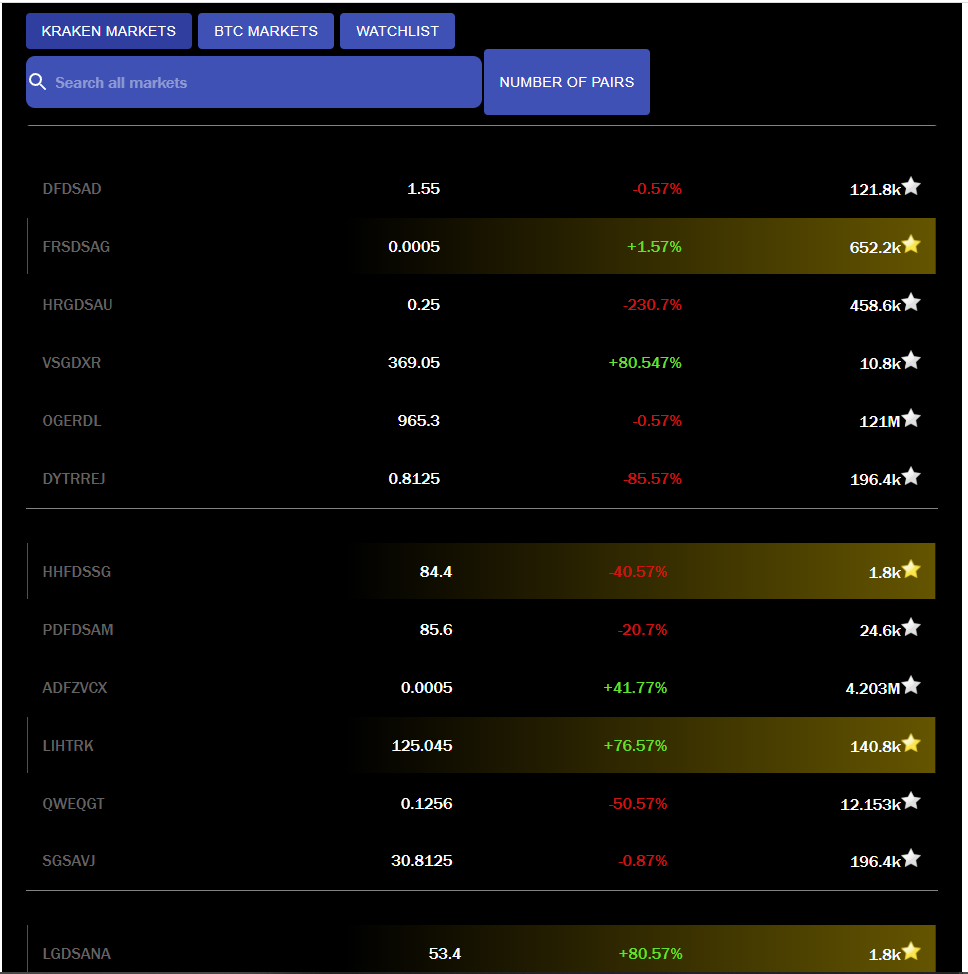 KRAKEN MARKETS BTC MARKETS WATCHLIST
Search all markets NUMBER OF PAIRS
DFDSAD 1.55 -0.57% 121.8k
FRSDSAG 0.0005 +1.57% 652.2k
HRGDSAU 0.25 -230.7% 458.6k
VSGDXR 369.05 +80.547% 10.8k
OGERDL 965.3 -0.57% 121M
DYTRREJ 0.8125 -85.57% 196.4k
HHFDSSG 84.4 -40.57% 1.8k
PDFDSAM 85.6 -20.7% 24.6k
ADFZVCX 0.0005 +41.77% 4.203M
LIHTRK 125.045 +76.57% 140.8k
QWEQGT 0.1256 -50.57% 12.153k
SGSAVJ 30.8125 -0.87% 196.4k
LGDSANA 53.4 +80.57% 1.8k